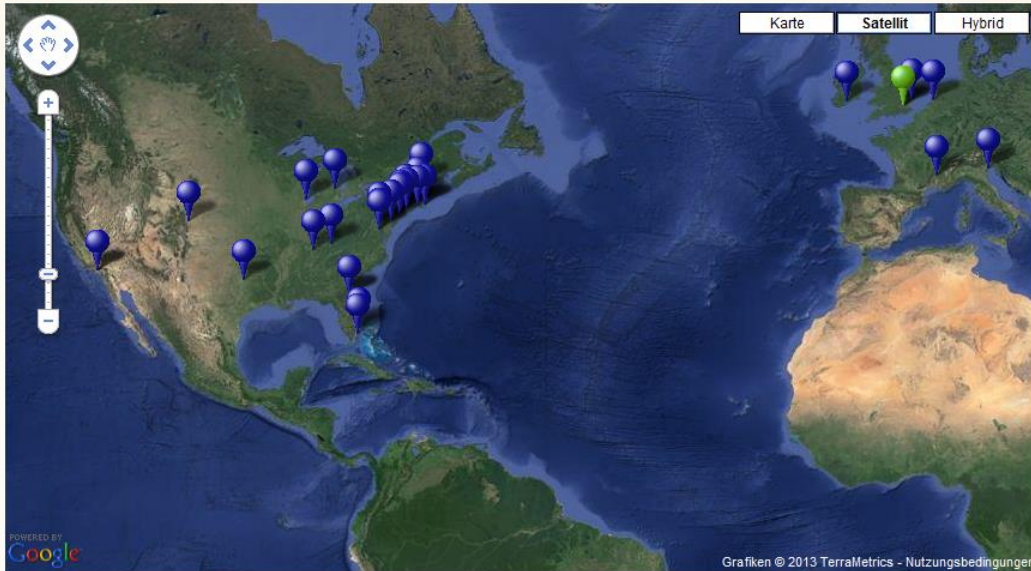 Karte
Satellit
Hybrid
POWERED BY
Google
Grafiken © 2013 TerraMetrics - Nutzungsbedingungen